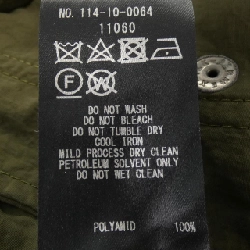 NO. 114-10-0064
11060
F
W
DO NOT WASH
DO NOT BLEACH
DO NOT TUMBLE DRY
COOL IRON
MILD PROCESS DRY CLEAN
PETROLEUM SOLVENT ONLY
DO NOT WET CLEAN
POLYAMID 100%